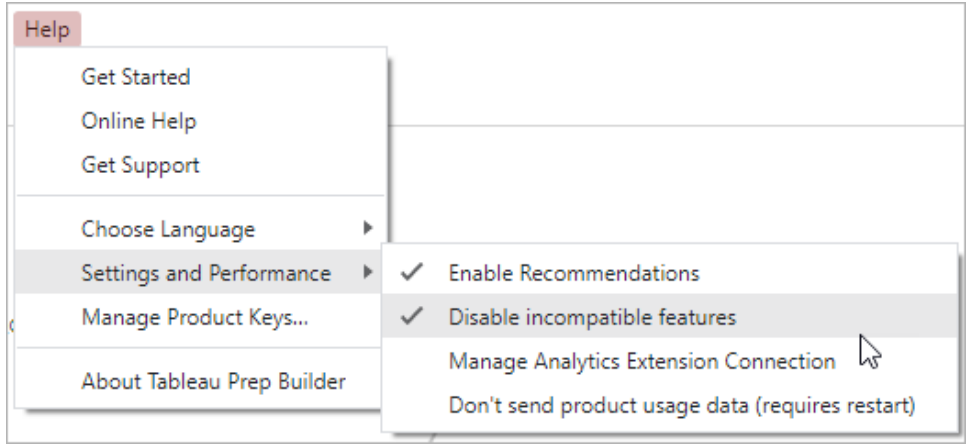 Help
Get Started
Online Help
Get Support
Choose Language
Settings and Performance
Manage Product Keys...
About Tableau Prep Builder
Enable Recommendations
Disable incompatible features
Manage Analytics Extension Connection
Don't send product usage data (requires restart)